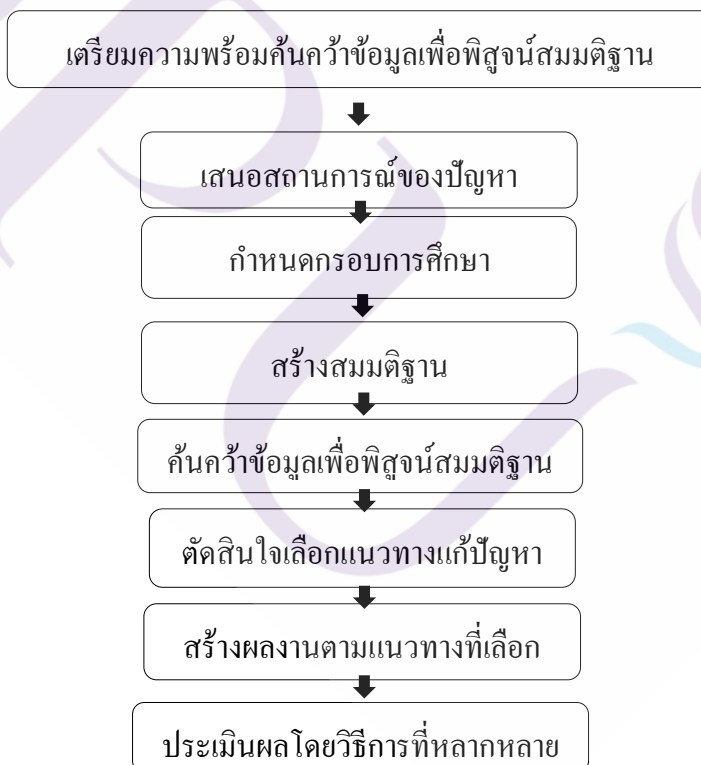 เตรียมความพร้อมค้นคว้าข้อมูลเพื่อพิสูจน์สมมติฐาน
เสนอสถานการณ์ของปัญหา
กำหนดกรอบการศึกษา
สร้างสมมติฐาน
ค้นคว้าข้อมูลเพื่อพิสูจน์สมมติฐาน
ตัดสินใจเลือกแนวทางแก้ปัญหา
สร้างผลงานตามแนวทางที่เลือก
ประเมินผลโดยวิธีการที่หลากหลาย